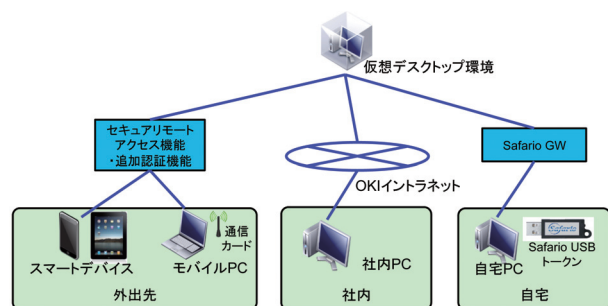 仮想デスクトップ環境
セキュアリモート
アクセス機能
・追加認証機能
Safario GW
OKIイントラネット
通信
カード
スマートデバイス
モバイルPC
外出先
社内PC
社内
Safario
自宅PC
Safario USB
トークン
自宅